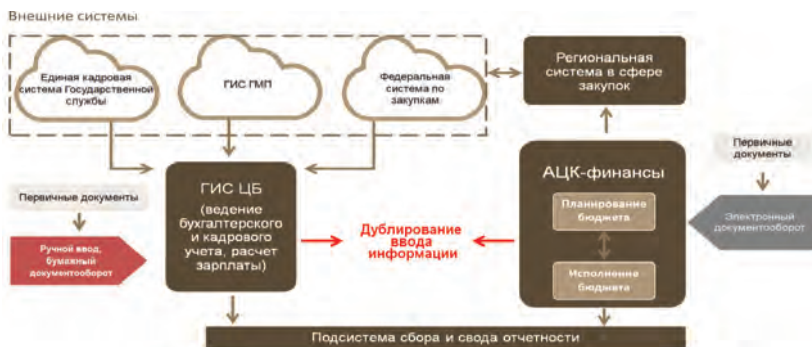 Внешние системы
Единая кадровая
система Государственной
службы
ГИС ГМП
Федеральная
система по
закупкам
Региональная
система в сфере
закупок
Первичные документы
Ручной ввод,
бумажный
документооборот
ГИС ЦБ
(ведение
бухгалтерского
и кадрового
учета, расчет
зарплаты)
Дублирование
ввода
информации
АЦК-финансы
Планирование
бюджета
Исполнение
бюджета
Первичные
документы
Электронный
документооборот
Подсистема сбора и свода отчетности